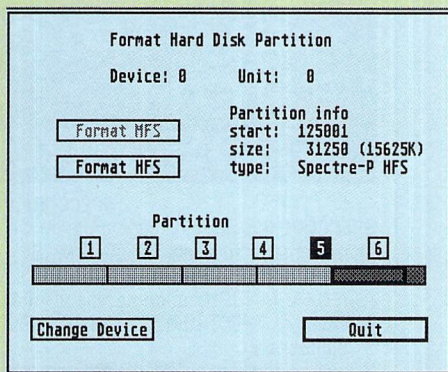 Format Hard Disk Partition
Device: 0 Unit: 0
Partition info
start: 125001
size: 31250 (15625K)
type: Spectre-P HFS
Format MFS
Format HFS
Partition
1 2 3 4 5 6
Change Device Quit